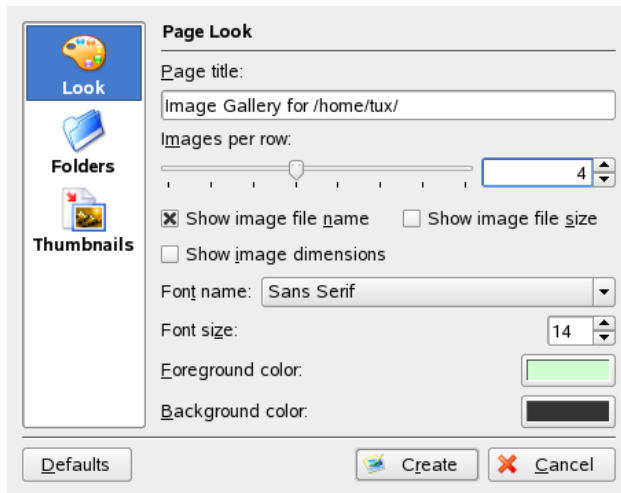 Look
Folders
Thumbnails
Page Look
Page title:
Image Gallery for /home/tux/
Images per row:
4
Show image file name
Show image file size
Show image dimensions
Font name: Sans Serif
Font size: 14
Foreground color:
Background color:
Defaults
Create
Cancel